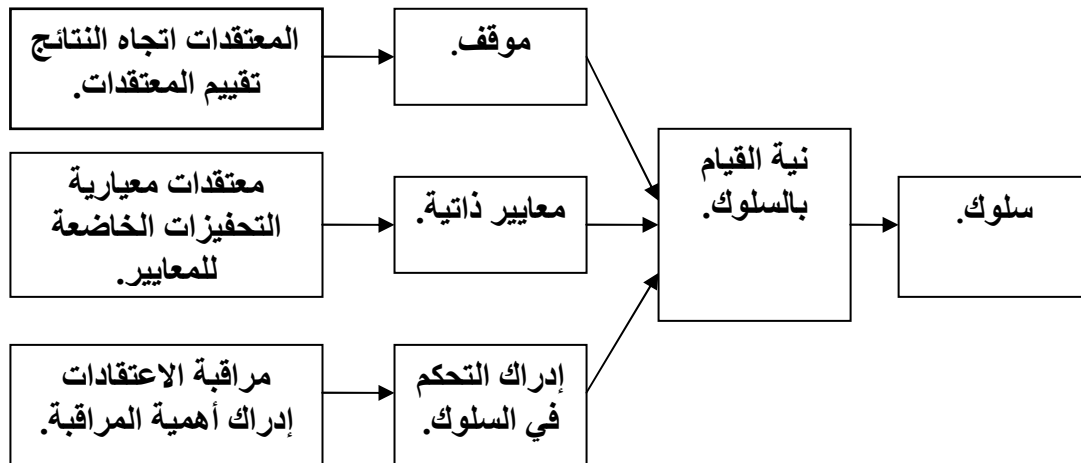 المعتقدات اتجاه النتائج
تقييم المعتقدات.
موقف.
معتقدات معيارية
التحفيزات الخاضعة
للمعايير.
معايير ذاتية.
نية القيام
بالسلوك.
سلوك.
مراقبة الاعتقادات
إدراك أهمية المراقبة.
إدراك التحكم
في السلوك.